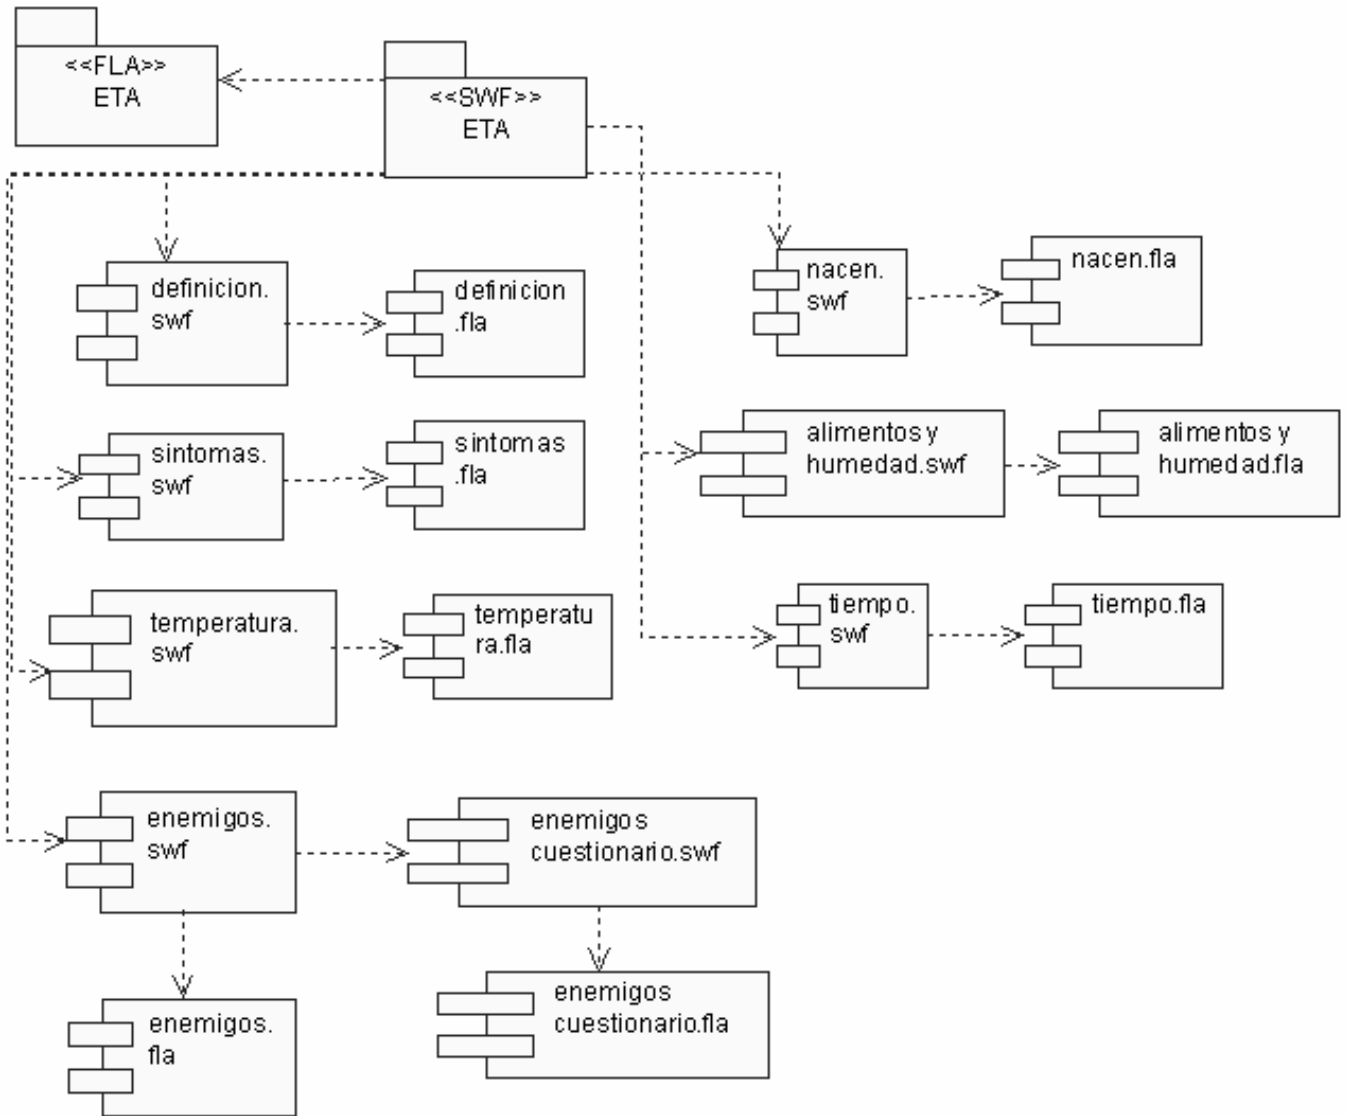 <<FLA>>
ETA
<<SWF>>
ETA
definicion.
swf
definicion
.fla
nacen.
swf
nacen.fla
sintomas.
swf
sintomas
.fla
alimentos y
humedad.swf
alimentos y
humedad.fla
temperatura.
swf
temperatu
ra.fla
tiempo.
swf
tiempo.fla
enemigos.
swf
enemigos
cuestionario.swf
enemigos.
fla
enemigos
cuestionario.fla